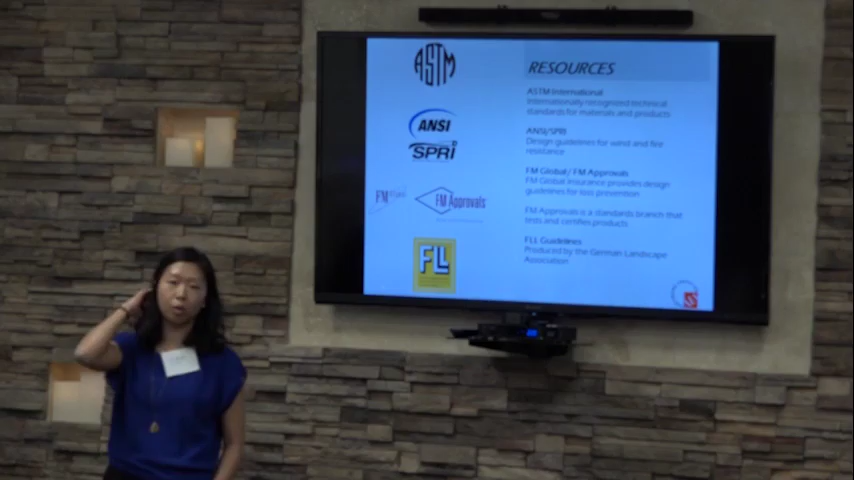 ASTM
RESOURCES
ASTM International
Internationally recognized technical
standards for materials and products
ANSI
ANSI/SPRI
Design guidelines for wind and fire
resistance
SPRI
FM Global/ FM Approvals
FM Global insurance provides design
guidelines for loss prevention
FM
FM Approvals
FM Approvals is a standards branch that
tests and certifies products
FLL
FLL Guidelines
Produced by the German Landscape
Association